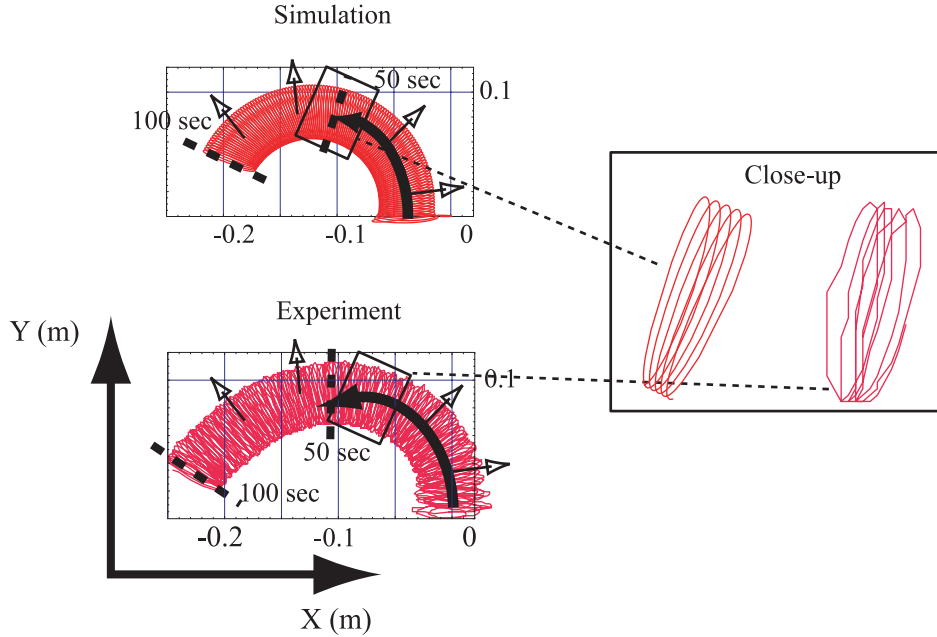 Simulation
50 sec
0.1
100 sec
-0.2
-0.1
0
Close-up
Experiment
Y (m)
0.1
50 sec
100 sec
-0.2
-0.1
0
X (m)